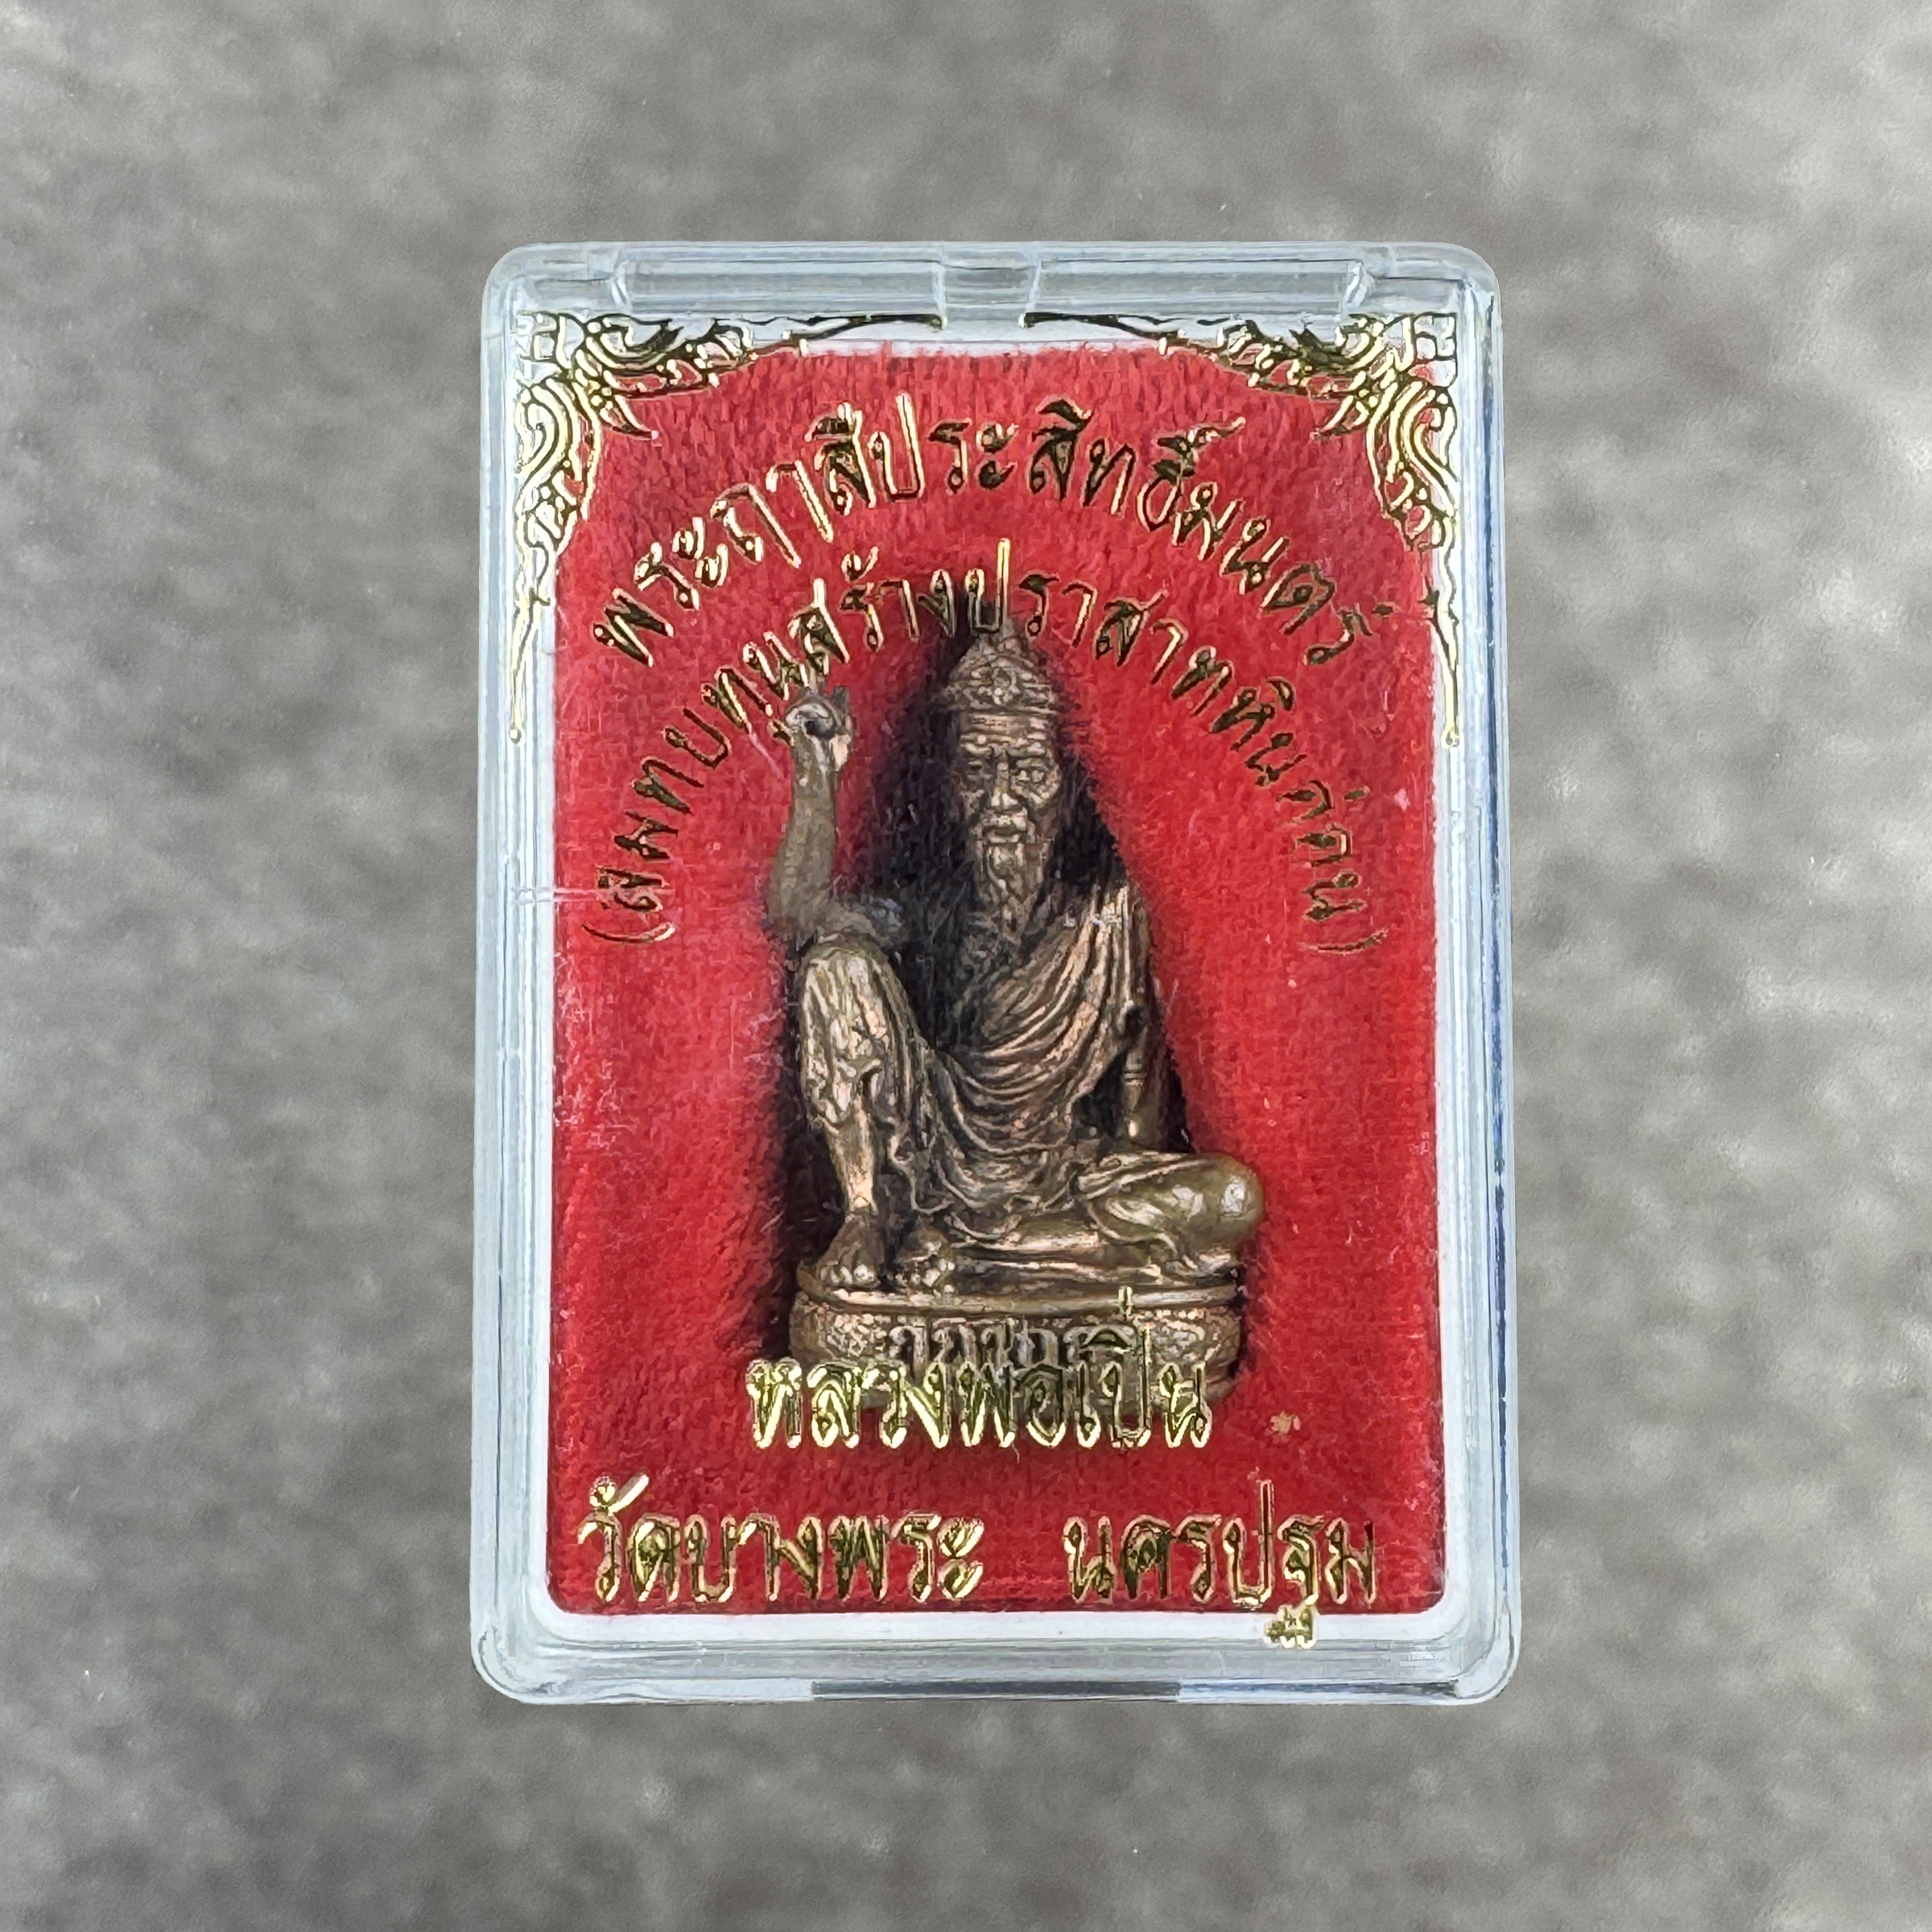 พระฤาสีประสิทธิ์มนตร์
(สมทบทุนสร้างปราสาทหินก่อน)
หลวงพ่อเปิ่น
วัดบางพระ นครปฐม